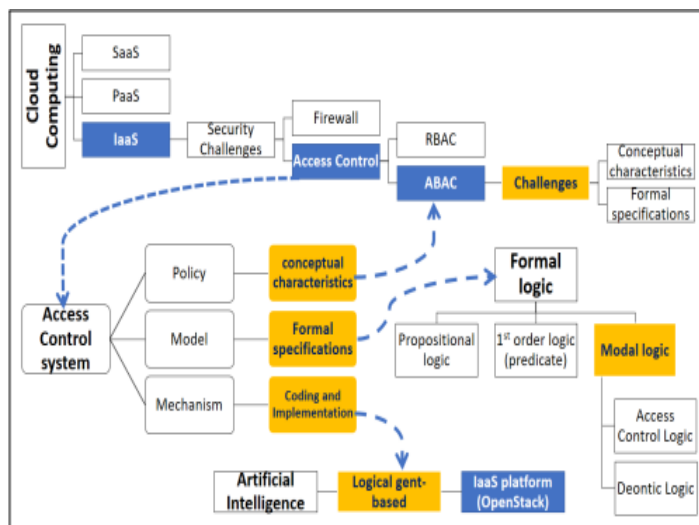 Cloud
Computing
SaaS
PaaS
IaaS
Security
Challenges
Firewall
Access Control
RBAC
ABAC
Challenges
Conceptual
characteristics
Formal
specifications
Access
Control
system
Policy
Model
Mechanism
conceptual
characteristics
Formal
specifications
Coding and
Implementation
Formal
logic
Propositional
logic
1st order logic
(predicate)
Modal logic
Access
Control Logic
Deontic Logic
Artificial
Intelligence
Logical gent-
based
IaaS platform
(OpenStack)